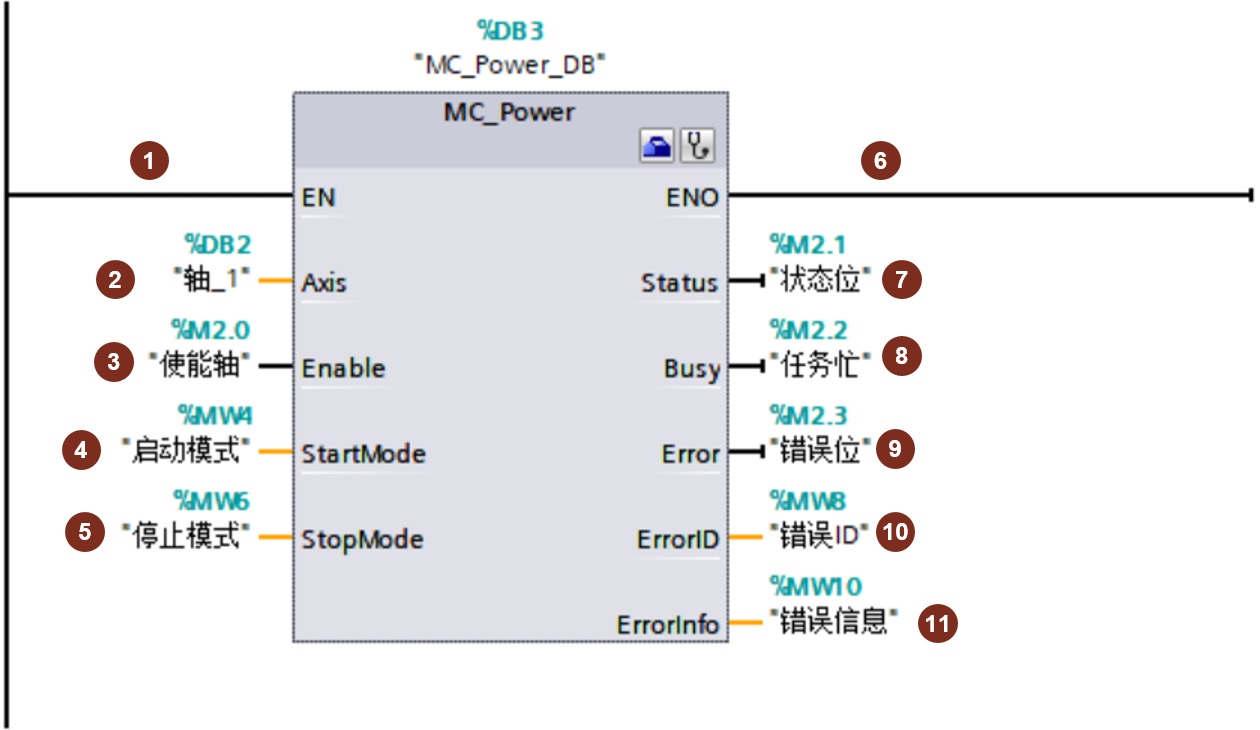 %DB3
"MC_Power_DB"
MC_Power
1
6
EN
ENO
%DB2
%M2.1
2
"轴_1"
Axis
Status
"状态位"
7
%M2.0
%M2.2
3
"使能轴"
Enable
Busy
"任务忙"
8
%MW4
%M2.3
4
"启动模式"
StartMode
Error
"错误位"
9
%MW6
%MW8
5
"停止模式"
StopMode
ErrorID
"错误ID"
10
%MW10
ErrorInfo
"错误信息"
11